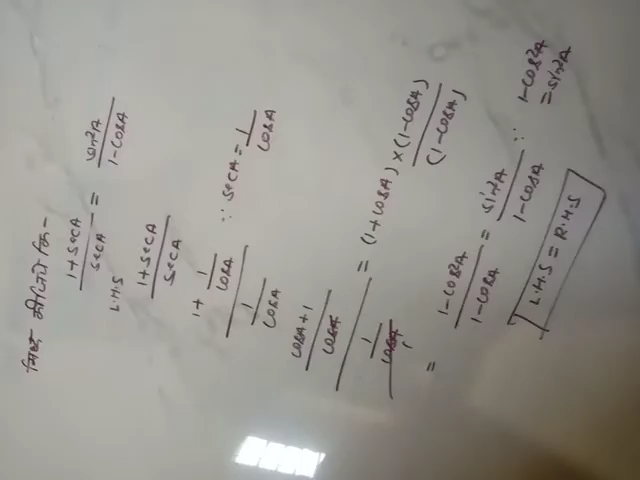 सिद्ध कीजिये कि-
(1+secA)/secA = sin²A/(1-cosA)
L.H.S
(1+secA)/secA
(1+1/cosA)/(1/cosA) ∵ secA = 1/cosA
((cosA+1)/cosA)/(1/cosA) = (1+cosA)×(1-cosA)/(1-cosA)
= (1-cos²A)/(1-cosA) = sin²A/(1-cosA) ∵ 1-cos²A
=sin²A
L.H.S = R.H.S